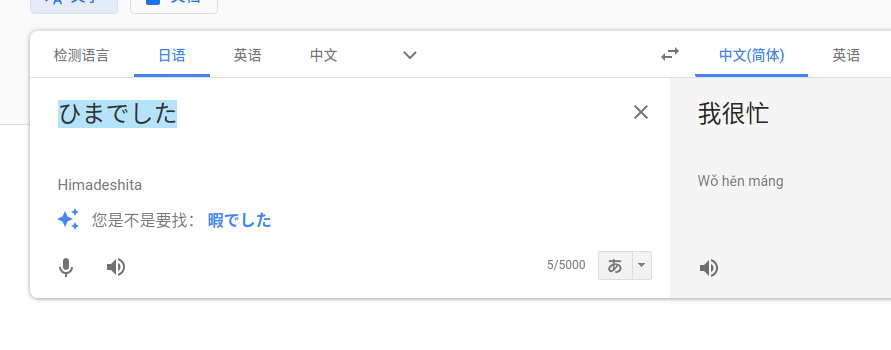 检测语言 日语 英语 中文 中文(简体) 英语
ひまでした 我很忙
Himadeshita Wǒ hěn máng
您是不是要找： 暇でした
5/5000 あ